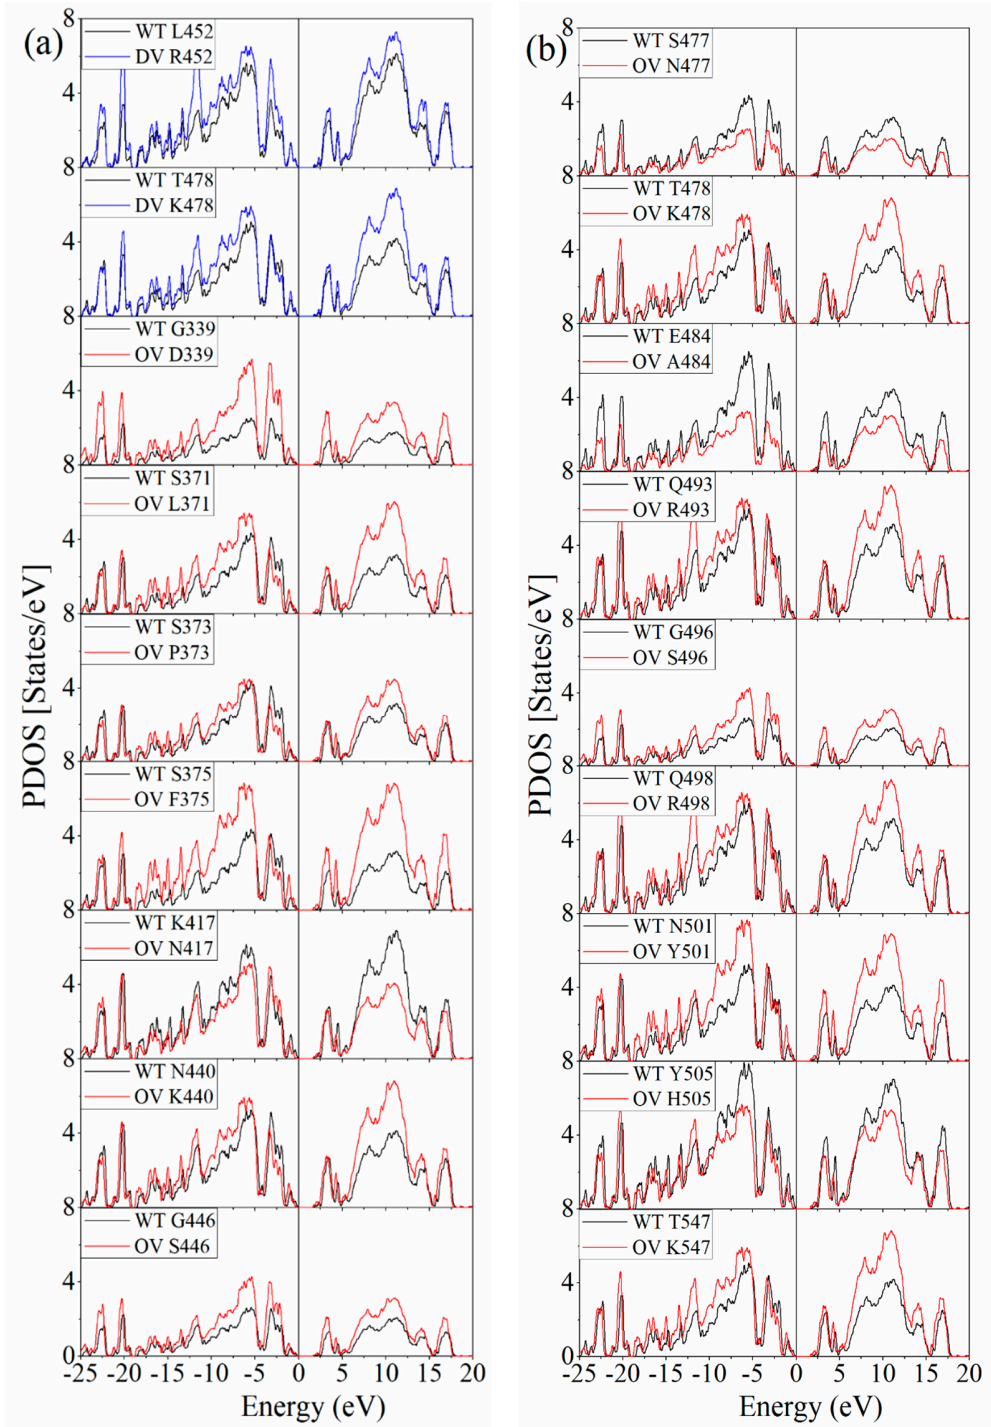 (a)
8
WT L452
DV R452
4
8
WT T478
DV K478
4
8
WT G339
OV D339
4
8
WT S371
OV L371
4
8
WT S373
OV P373
4
8
WT S375
OV F375
4
8
WT K417
OV N417
4
8
WT N440
OV K440
4
8
WT G446
OV S446
4
0
-25 -20 -15 -10 -5 0 5 10 15 20
Energy (eV)
PDOS [States/eV]
(b)
8
WT S477
OV N477
4
8
WT T478
OV K478
4
8
WT E484
OV A484
4
8
WT Q493
OV R493
4
8
WT G496
OV S496
4
8
WT Q498
OV R498
4
8
WT N501
OV Y501
4
8
WT Y505
OV H505
4
8
WT T547
OV K547
4
0
-25 -20 -15 -10 -5 0 5 10 15 20
Energy (eV)
PDOS [States/eV]